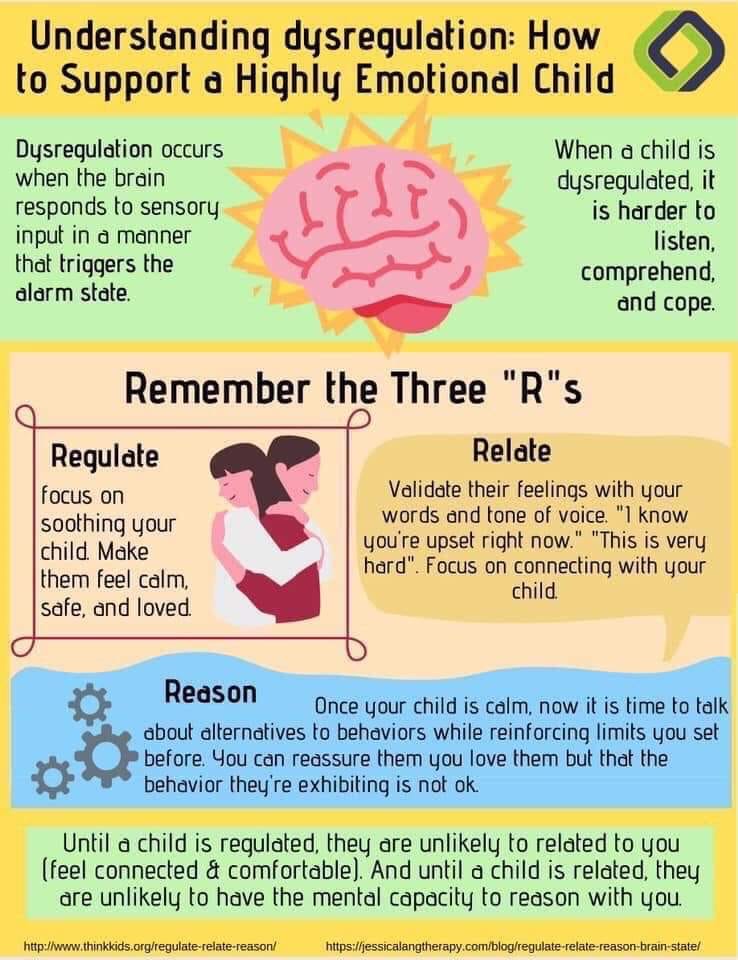 Understanding dysregulation: How
to Support a Highly Emotional Child
Dysregulation occurs
when the brain
responds to sensory
input in a manner
that triggers the
alarm state.
When a child is
dysregulated, it
is harder to
listen,
comprehend,
and cope.
Remember the Three "R"s
Regulate
focus on
soothing your
child. Make
them feel calm,
safe, and loved.
Relate
Validate their feelings with your
words and tone of voice. "I know
you're upset right now." "This is very
hard". Focus on connecting with your
child.
Reason
Once your child is calm, now it is time to talk
about alternatives to behaviors while reinforcing limits you set
before. You can reassure them you love them but that the
behavior they're exhibiting is not ok.
Until a child is regulated, they are unlikely to related to you
(feel connected & comfortable). And until a child is related, they
are unlikely to have the mental capacity to reason with you.
http://www.thinkkids.org/regulate-relate-reason/
https://jessicalangtherapy.com/blog/regulate-relate-reason-brain-state/